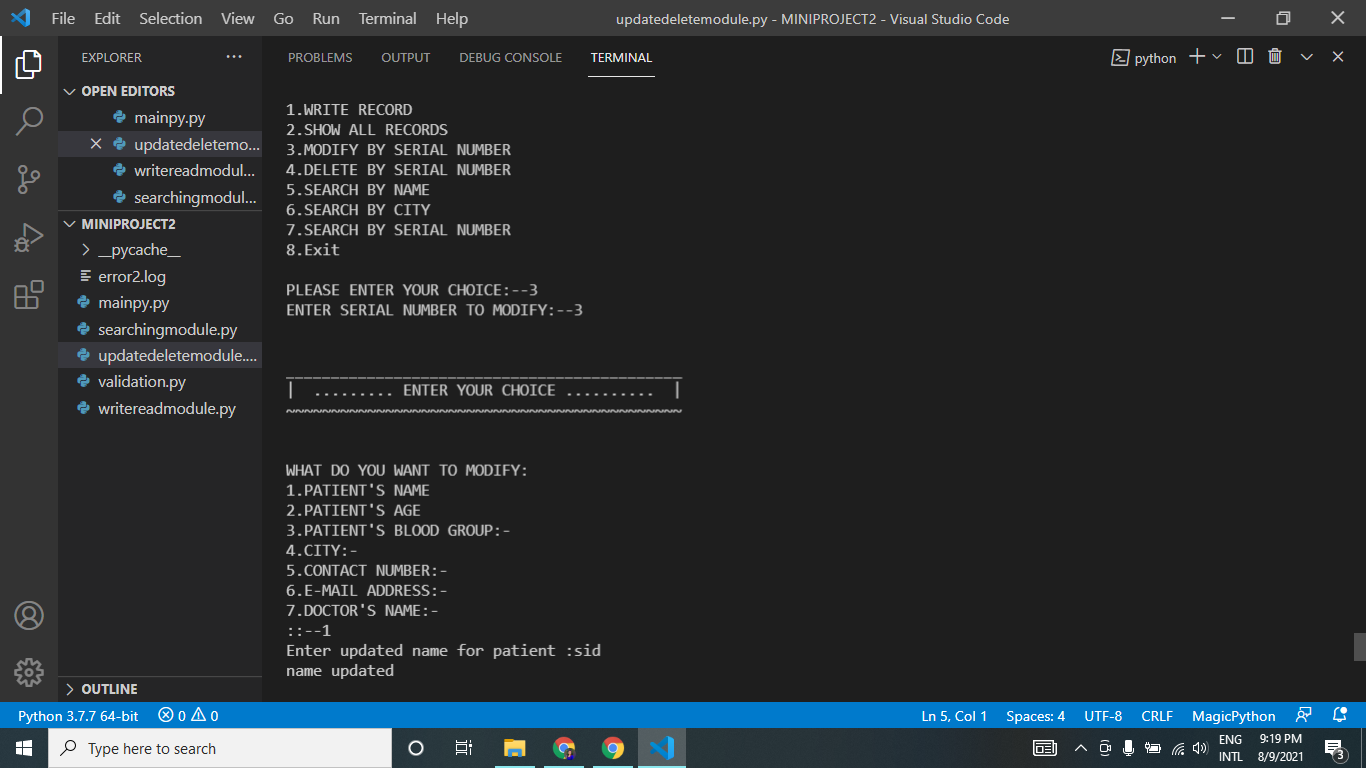 File Edit Selection View Go Run Terminal Help updatedeletemodule.py - MINIPROJECT2 - Visual Studio Code
EXPLORER ...
OPEN EDITORS
mainpy.py
updatedeletemo...
writereadmodul...
searchingmodul...
MINIPROJECT2
__pycache__
error2.log
mainpy.py
searchingmodule.py
updatedeletemodule....
validation.py
writereadmodule.py
OUTLINE
PROBLEMS OUTPUT DEBUG CONSOLE TERMINAL python
1.WRITE RECORD
2.SHOW ALL RECORDS
3.MODIFY BY SERIAL NUMBER
4.DELETE BY SERIAL NUMBER
5.SEARCH BY NAME
6.SEARCH BY CITY
7.SEARCH BY SERIAL NUMBER
8.Exit
PLEASE ENTER YOUR CHOICE:--3
ENTER SERIAL NUMBER TO MODIFY:--3
____________________________________________
|  ......... ENTER YOUR CHOICE ..........  |
~~~~~~~~~~~~~~~~~~~~~~~~~~~~~~~~~~~~~~~~~~~~
WHAT DO YOU WANT TO MODIFY:
1.PATIENT'S NAME
2.PATIENT'S AGE
3.PATIENT'S BLOOD GROUP:-
4.CITY:-
5.CONTACT NUMBER:-
6.E-MAIL ADDRESS:-
7.DOCTOR'S NAME:-
::--1
Enter updated name for patient :sid
name updated
Python 3.7.7 64-bit 0 0 Ln 5, Col 1 Spaces: 4 UTF-8 CRLF MagicPython
Type here to search
ENG
INTL
9:19 PM
8/9/2021
3